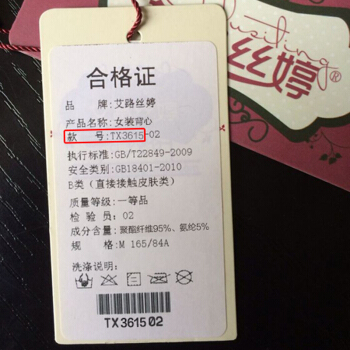 合格证
品 牌:艾路丝婷
产品名称:女装背心
款 号:TX3615-02
执行标准:GB/T22849-2009
安全类别:GB18401-2010
B类（直接接触皮肤类）
质量等级:一等品
检 验 员:02
成分含量:聚酯纤维95%、氨纶5%
规 格:M 165/84A
洗涤说明:
TX3615 02
丝婷